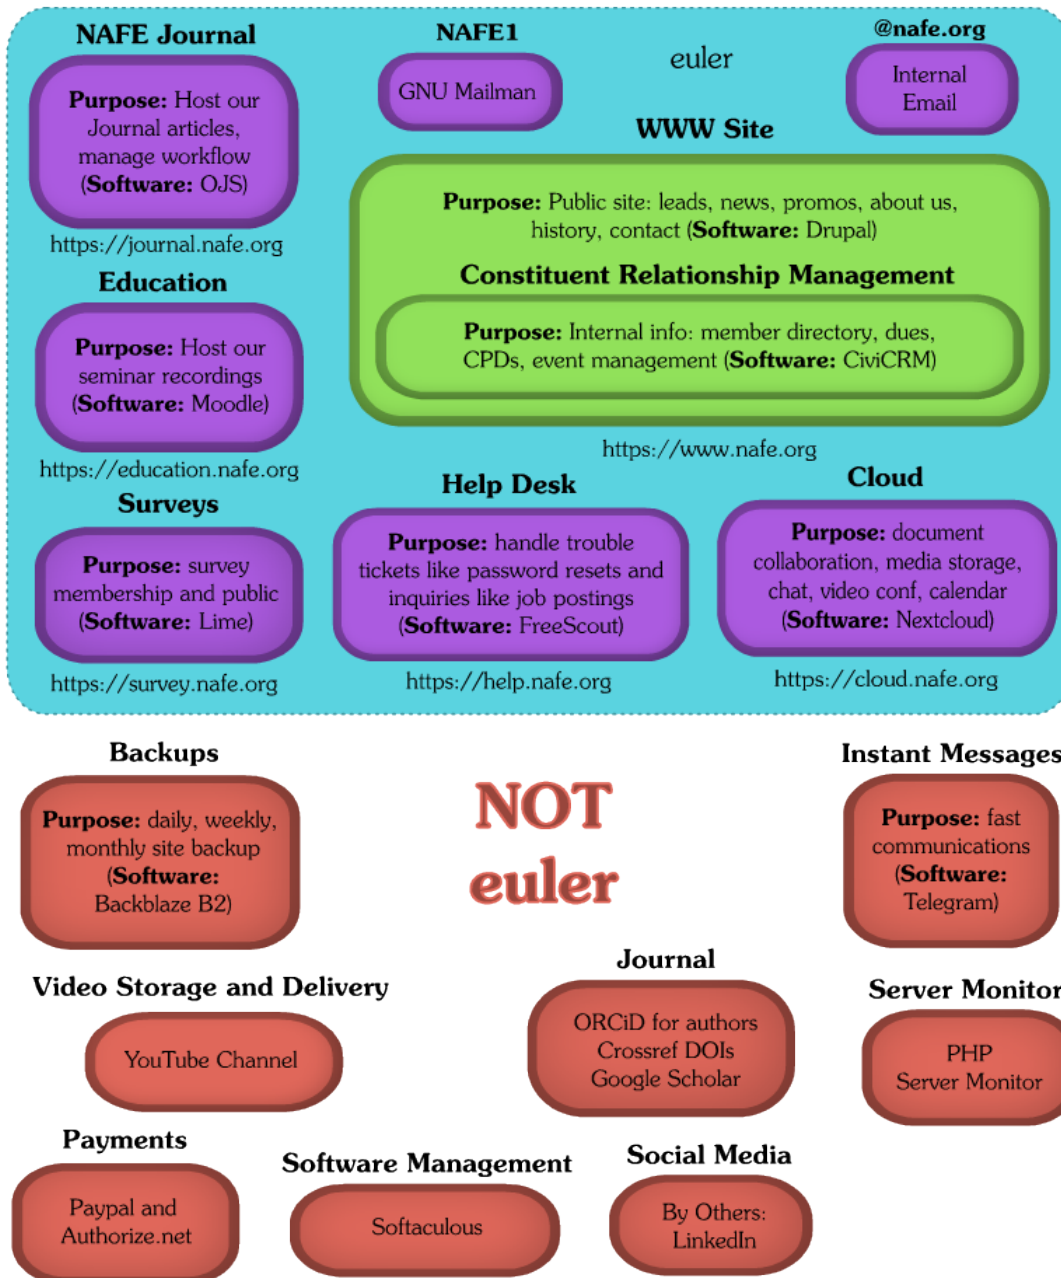 NAFE Journal
Purpose: Host our
Journal articles,
manage workflow
(Software: OJS)
https://journal.nafe.org
NAFE1
GNU Mailman
euler
@nafe.org
Internal
Email
WWW Site
Purpose: Public site: leads, news, promos, about us,
history, contact (Software: Drupal)
Constituent Relationship Management
Purpose: Internal info: member directory, dues,
CPDs, event management (Software: CiviCRM)
https://www.nafe.org
Education
Purpose: Host our
seminar recordings
(Software: Moodle)
https://education.nafe.org
Surveys
Purpose: survey
membership and public
(Software: Lime)
https://survey.nafe.org
Help Desk
Purpose: handle trouble
tickets like password resets and
inquiries like job postings
(Software: FreeScout)
https://help.nafe.org
Cloud
Purpose: document
collaboration, media storage,
chat, video conf, calendar
(Software: Nextcloud)
https://cloud.nafe.org
Backups
Purpose: daily, weekly,
monthly site backup
(Software:
Backblaze B2)
NOT
euler
Instant Messages
Purpose: fast
communications
(Software:
Telegram)
Video Storage and Delivery
YouTube Channel
Journal
ORCiD for authors
Crossref DOIs
Google Scholar
Server Monitor
PHP
Server Monitor
Payments
Paypal and
Authorize.net
Software Management
Softaculous
Social Media
By Others:
LinkedIn